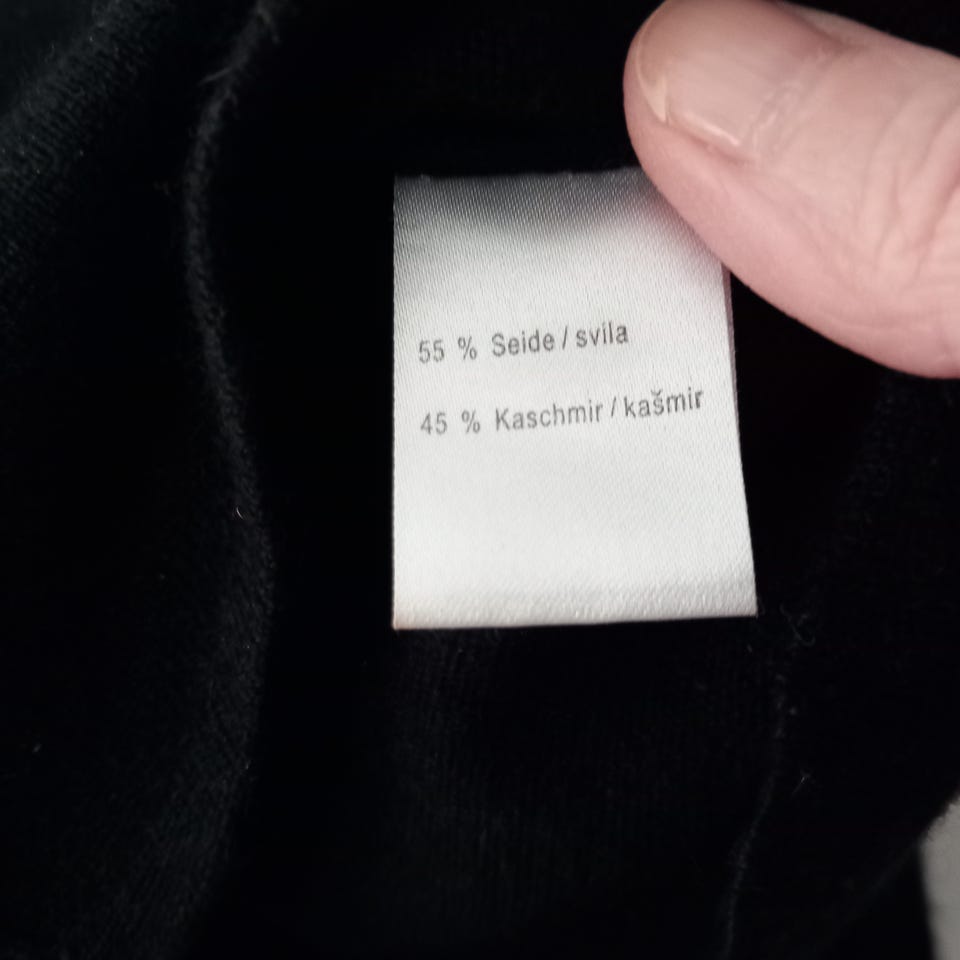 55 % Seide / svila
45 % Kaschmir / kašmir